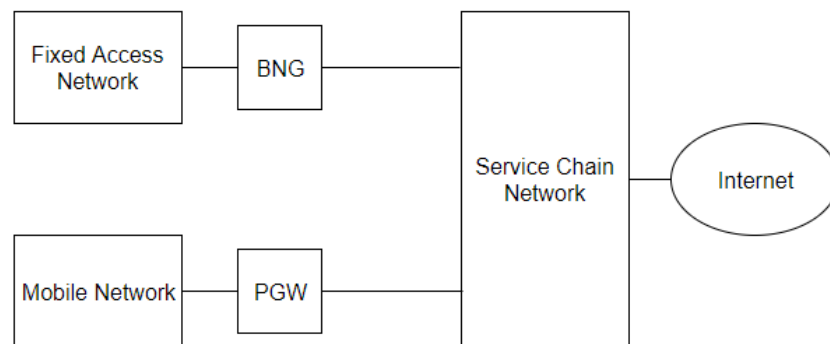 Fixed Access
Network
BNG
Service Chain
Network
Internet
Mobile Network
PGW